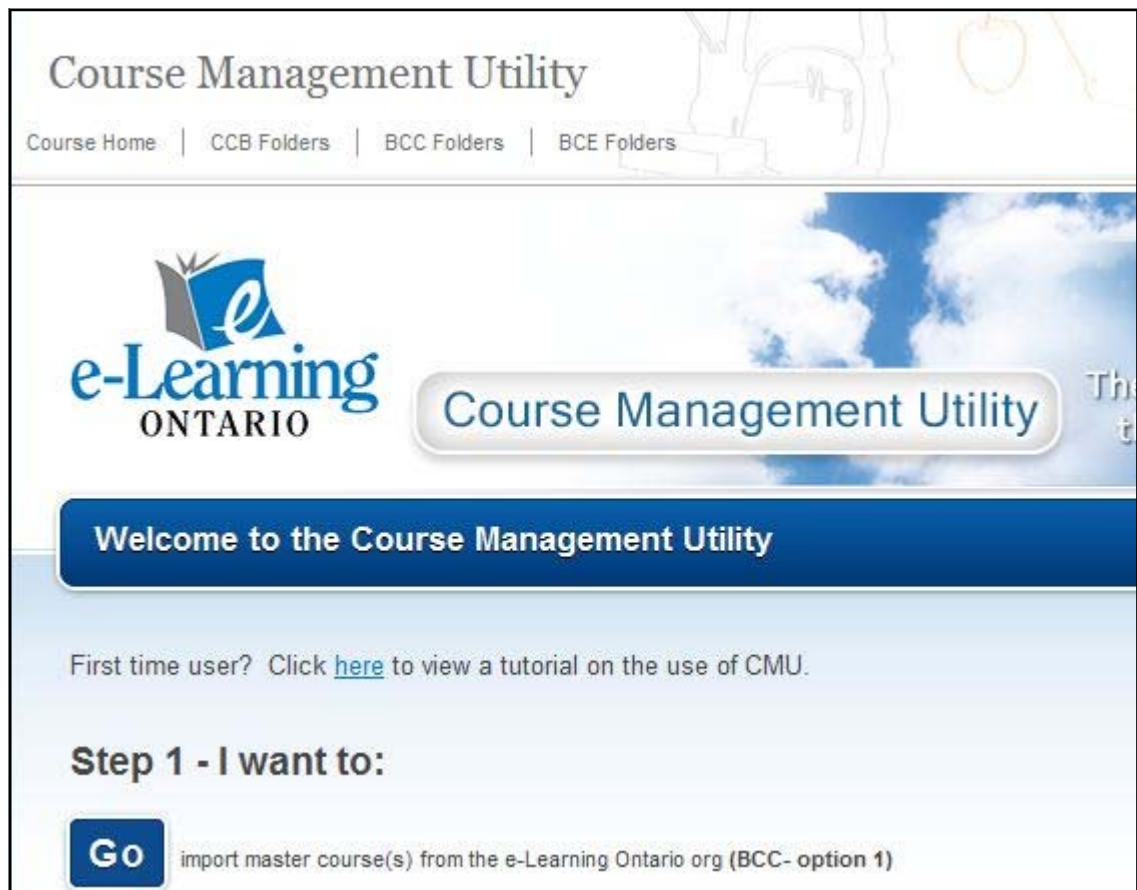 Course Management Utility
Course Home | CCB Folders | BCC Folders | BCE Folders
e
e-Learning
ONTARIO
Course Management Utility
Welcome to the Course Management Utility
First time user? Click here to view a tutorial on the use of CMU.
Step 1 - I want to:
Go import master course(s) from the e-Learning Ontario org (BCC- option 1)